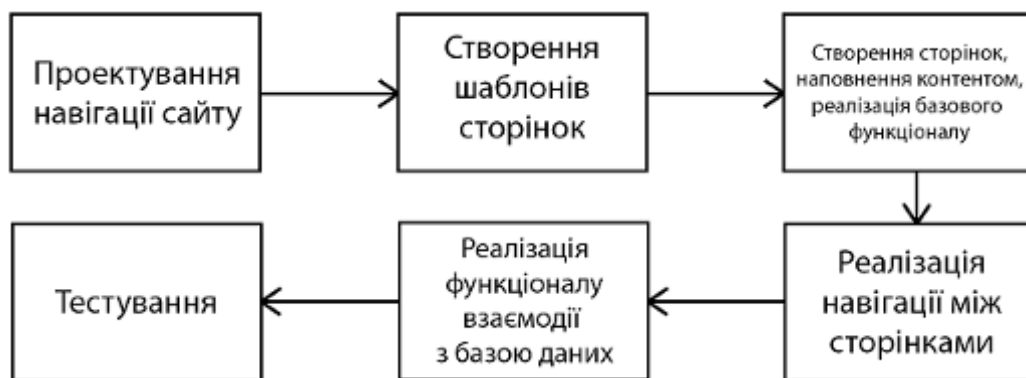 Проектування
навігації сайту
Створення
шаблонів
сторінок
Створення сторінок,
наповнення контентом,
реалізація базового
функціоналу
Реалізація
навігації між
сторінками
Реалізація
функціоналу
взаємодії
з базою даних
Тестування